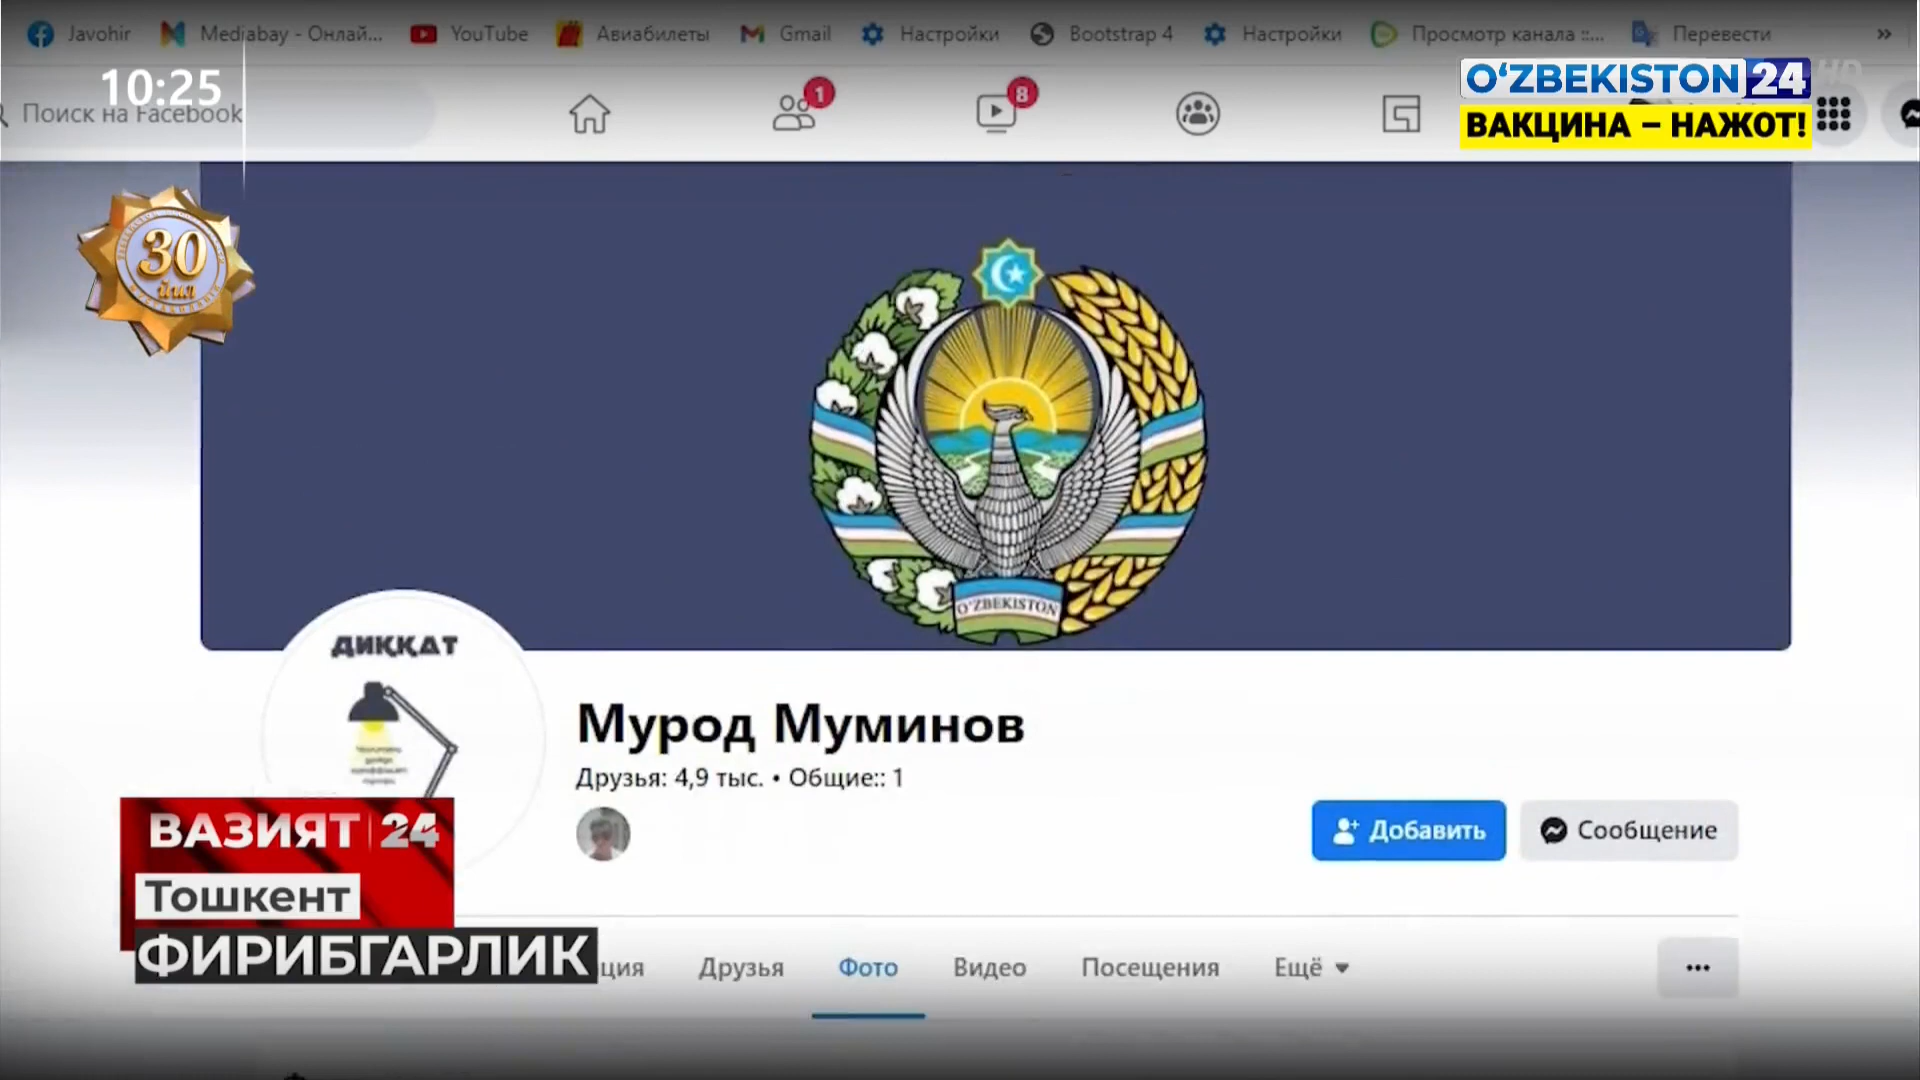 Javohir
Mediabay - Онлай...
YouTube
Авиабилеты
Gmail
Настройки
Bootstrap 4
Настройки
Просмотр канала ::...
Перевести
»
10:25
O‘ZBEKISTON 24
HD
ВАКЦИНА – НАЖОТ!
Поиск на Facebook
1
8
30
йил
O‘ZBEKISTON
ДИҚҚАТ
Мурод Муминов
Друзья: 4,9 тыс. • Общие:: 1
Добавить
Сообщение
ВАЗИЯТ 24
Тошкент
ФИРИБГАРЛИК
ция
Друзья
Фото
Видео
Посещения
Ещё